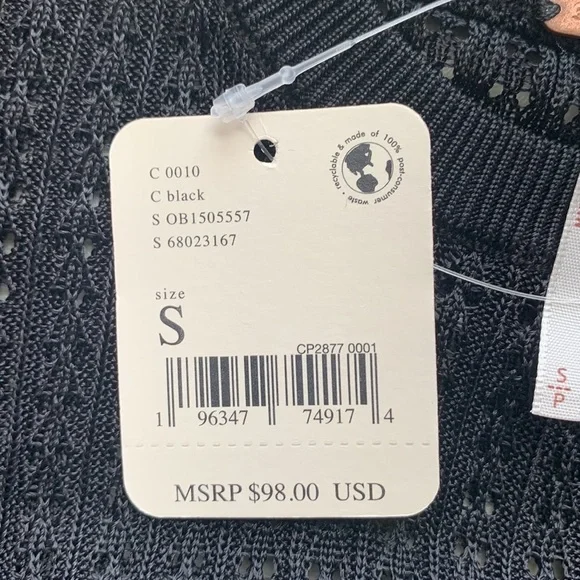 recyclable & made of 100% post-consumer waste •
C 0010
C black
S OB1505557
S 68023167
size
S
CP2877 0001
1 96347 74917 4
MSRP $98.00 USD
S
P